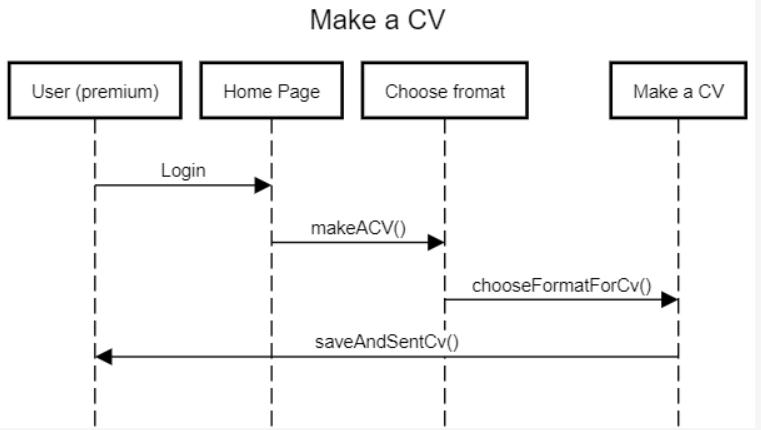 Make a CV
User (premium)
Home Page
Choose fromat
Make a CV
Login
makeACV()
chooseFormatForCv()
saveAndSentCv()